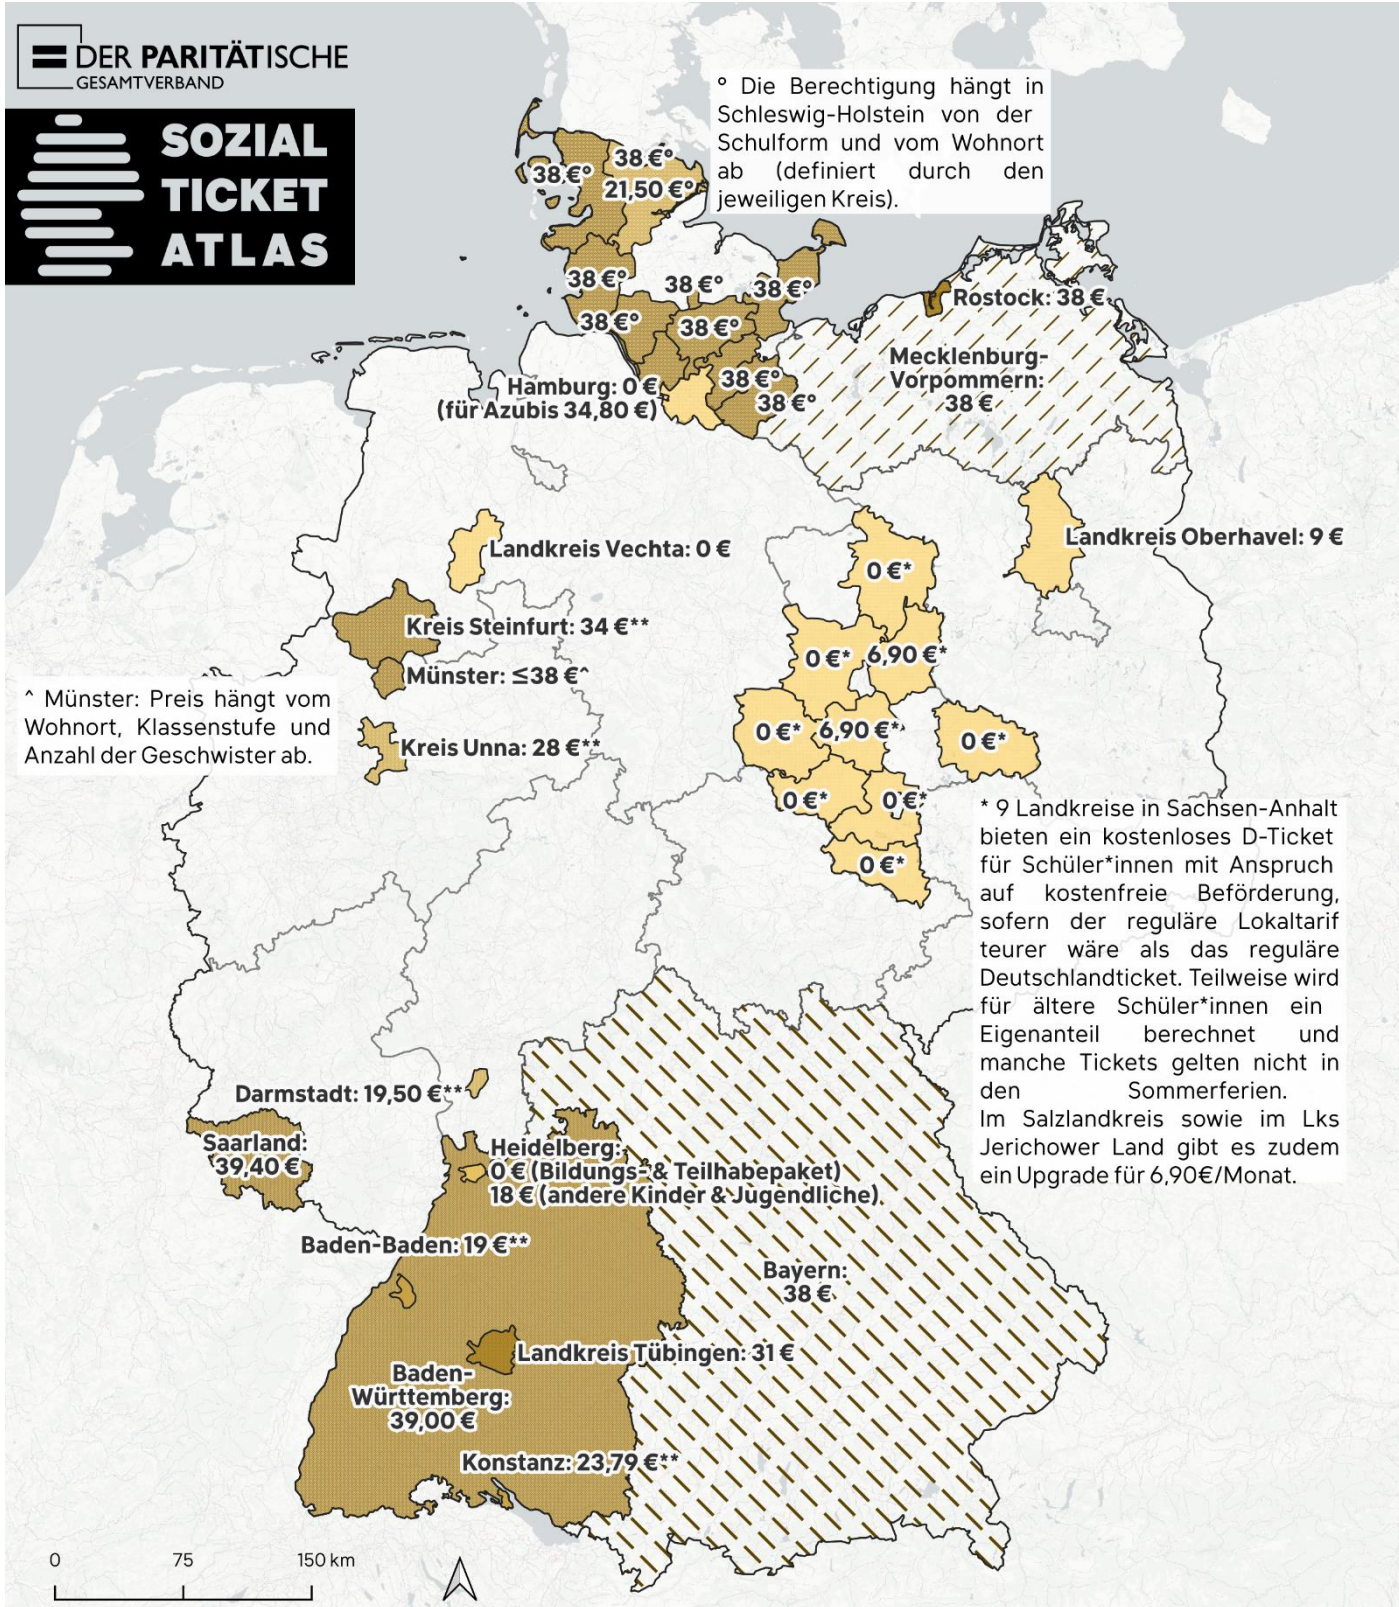 DER PARITÄTISCHE
GESAMTVERBAND
SOZIAL
TICKET
ATLAS
° Die Berechtigung hängt in
Schleswig-Holstein von der
Schulform und vom Wohnort
ab (definiert durch den
jeweiligen Kreis).
38 €°
38 €°
21,50 €°
38 €°
38 €°
38 €°
38 €°
38 €°
38 €°
38 €°
Rostock: 38 €
Mecklenburg-
Vorpommern:
38 €
Hamburg: 0 €
(für Azubis 34,80 €)
Landkreis Vechta: 0 €
Landkreis Oberhavel: 9 €
0 €*
Kreis Steinfurt: 34 €**
0 €*
6,90 €*
Münster: ≤38 €^
^ Münster: Preis hängt vom
Wohnort, Klassenstufe und
Anzahl der Geschwister ab.
Kreis Unna: 28 €**
0 €*
6,90 €*
0 €*
0 €*
0 €*
0 €*
* 9 Landkreise in Sachsen-Anhalt
bieten ein kostenloses D-Ticket
für Schüler*innen mit Anspruch
auf kostenfreie Beförderung,
sofern der reguläre Lokaltarif
teurer wäre als das reguläre
Deutschlandticket. Teilweise wird
für ältere Schüler*innen ein
Eigenanteil berechnet und
manche Tickets gelten nicht in
den Sommerferien.
Im Salzlandkreis sowie im Lks
Jerichower Land gibt es zudem
ein Upgrade für 6,90€/Monat.
Darmstadt: 19,50 €**
Saarland:
39,40 €
Heidelberg:
0 € (Bildungs- & Teilhabepaket)
18 € (andere Kinder & Jugendliche)
Baden-Baden: 19 €**
Bayern:
38 €
Landkreis Tübingen: 31 €
Baden-
Württemberg:
39,00 €
Konstanz: 23,79 €**
0 75 150 km